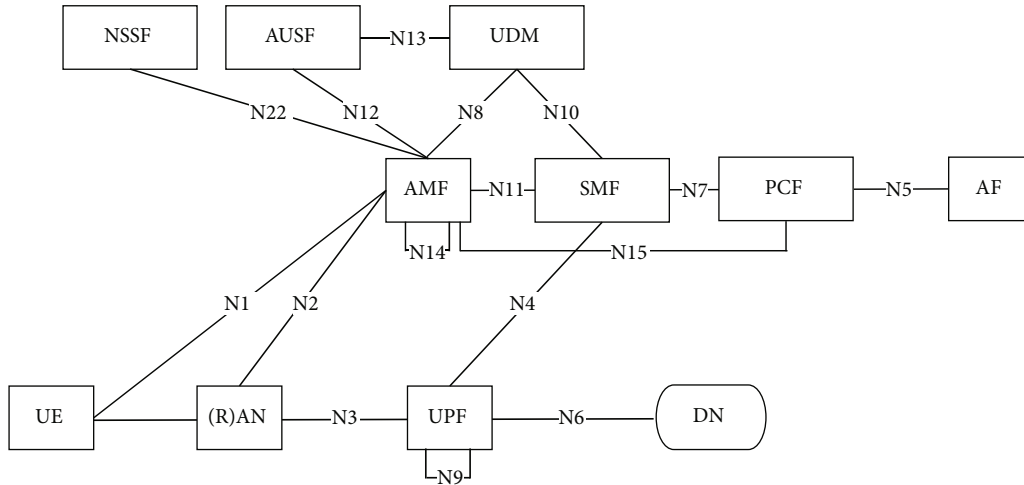 NSSF
AUSF
N13
UDM
N22
N12
N8
N10
AMF
N11
SMF
N7
PCF
N5
AF
N14
N15
N1
N2
N4
UE
(R)AN
N3
UPF
N6
DN
N9